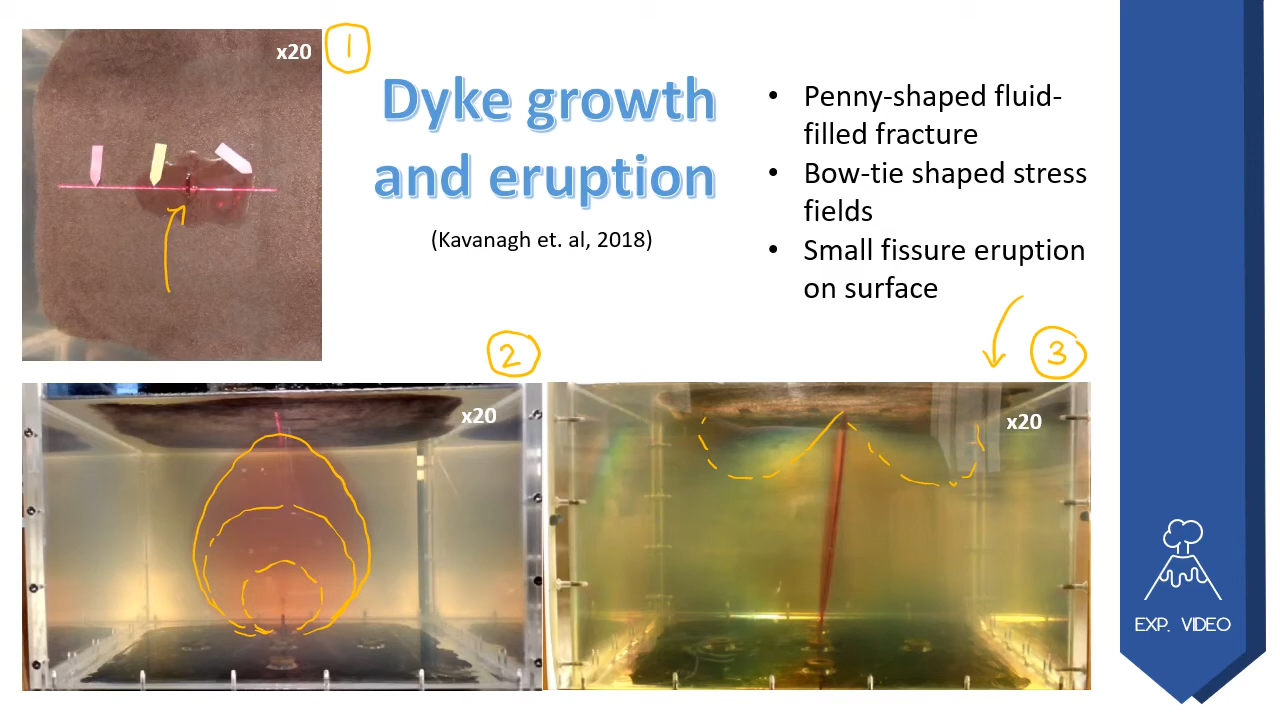 x20
1
Dyke growth
and eruption
(Kavanagh et. al, 2018)
• Penny-shaped fluid-
filled fracture
• Bow-tie shaped stress
fields
• Small fissure eruption
on surface
2
x20
3
x20
EXP. VIDEO